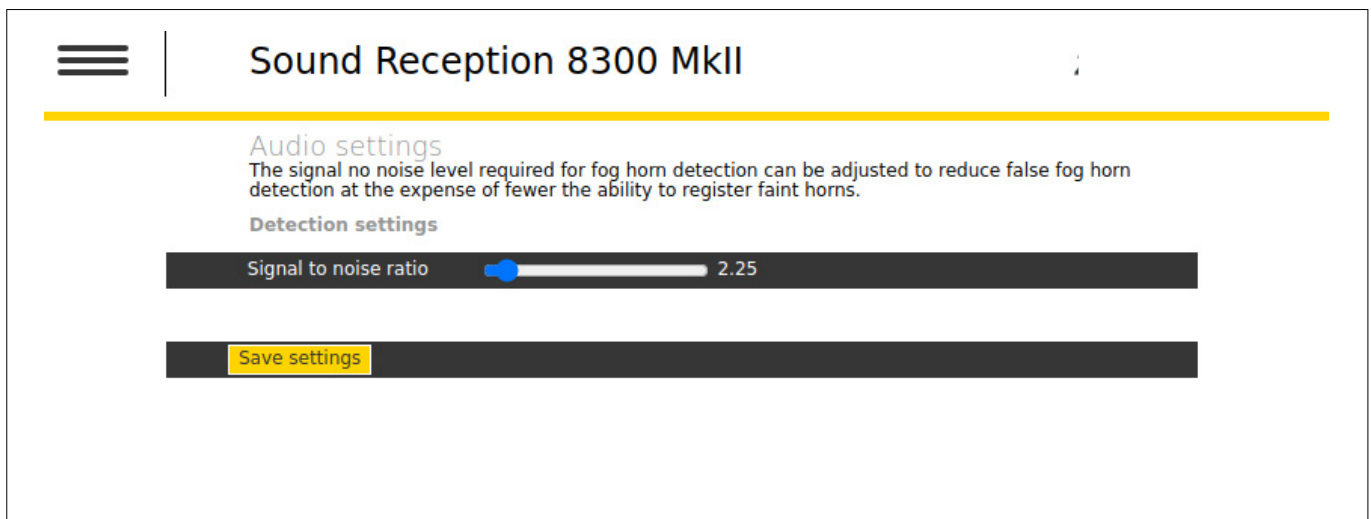 Sound Reception 8300 MkII
Audio settings
The signal no noise level required for fog horn detection can be adjusted to reduce false fog horn
detection at the expense of fewer the ability to register faint horns.
Detection settings
Signal to noise ratio 2.25
Save settings